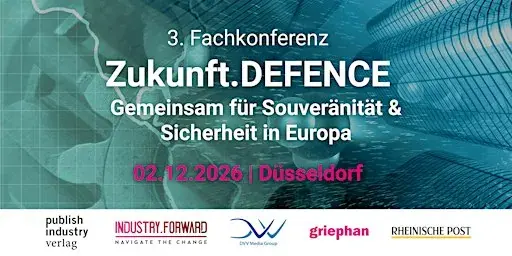 3. Fachkonferenz
Zukunft.DEFENCE
Gemeinsam für Souveränität &
Sicherheit in Europa
02.12.2026 | Düsseldorf
publish
industry
verlag
INDUSTRY.FORWARD
NAVIGATE THE CHANGE
DVV
DVV Media Group
griephan
RHEINISCHE POST